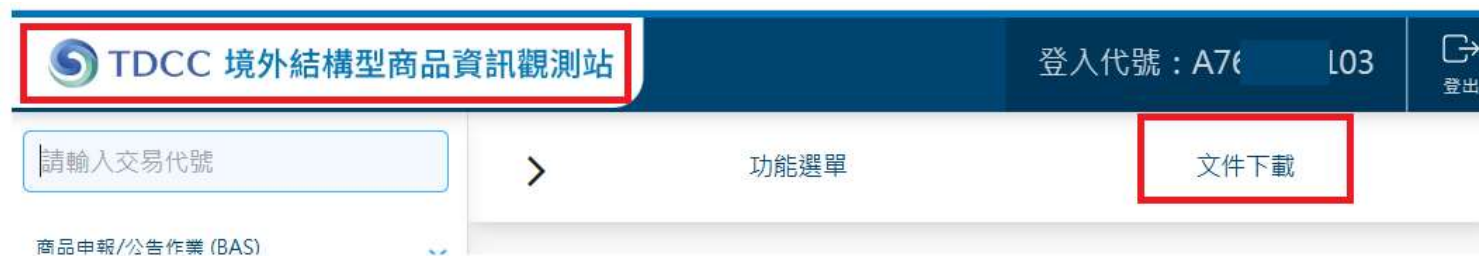 TDCC 境外結構型商品資訊觀測站
登入代號：A76 L03
登出
請輸入交易代號
功能選單
文件下載
商品申報/公告作業 (BAS)